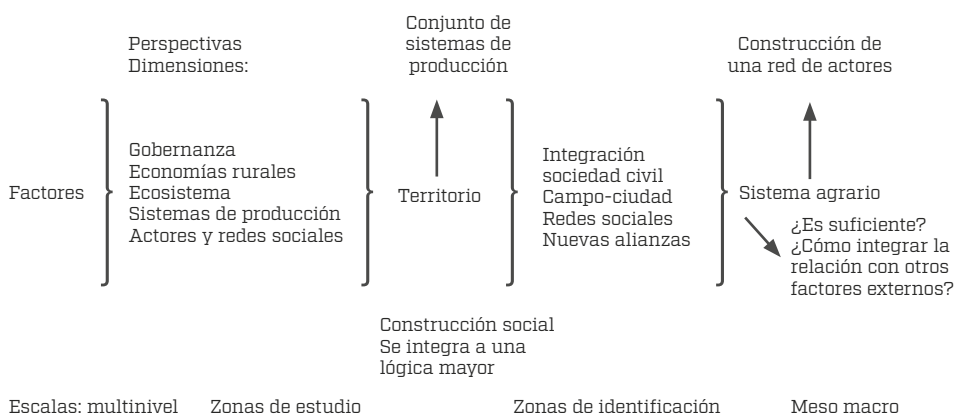 Perspectivas
Dimensiones:
Conjunto de
sistemas de
producción
Construcción de
una red de actores
Factores
Gobernanza
Economías rurales
Ecosistema
Sistemas de producción
Actores y redes sociales
Territorio
Integración
sociedad civil
Campo-ciudad
Redes sociales
Nuevas alianzas
Sistema agrario
¿Es suficiente?
¿Cómo integrar la
relación con otros
factores externos?
Construcción social
Se integra a una
lógica mayor
Escalas: multinivel
Zonas de estudio
Zonas de identificación
Meso macro